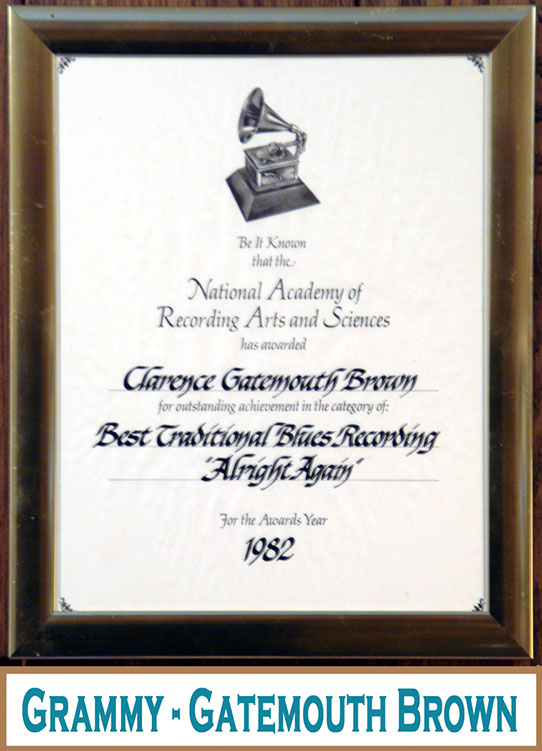 Be It Known
that the
National Academy of
Recording Arts and Sciences
has awarded
Clarence Gatemouth Brown
for outstanding achievement in the category of:
Best Traditional Blues Recording
"Alright Again"
For the Awards Year
1982
GRAMMY - GATEMOUTH BROWN